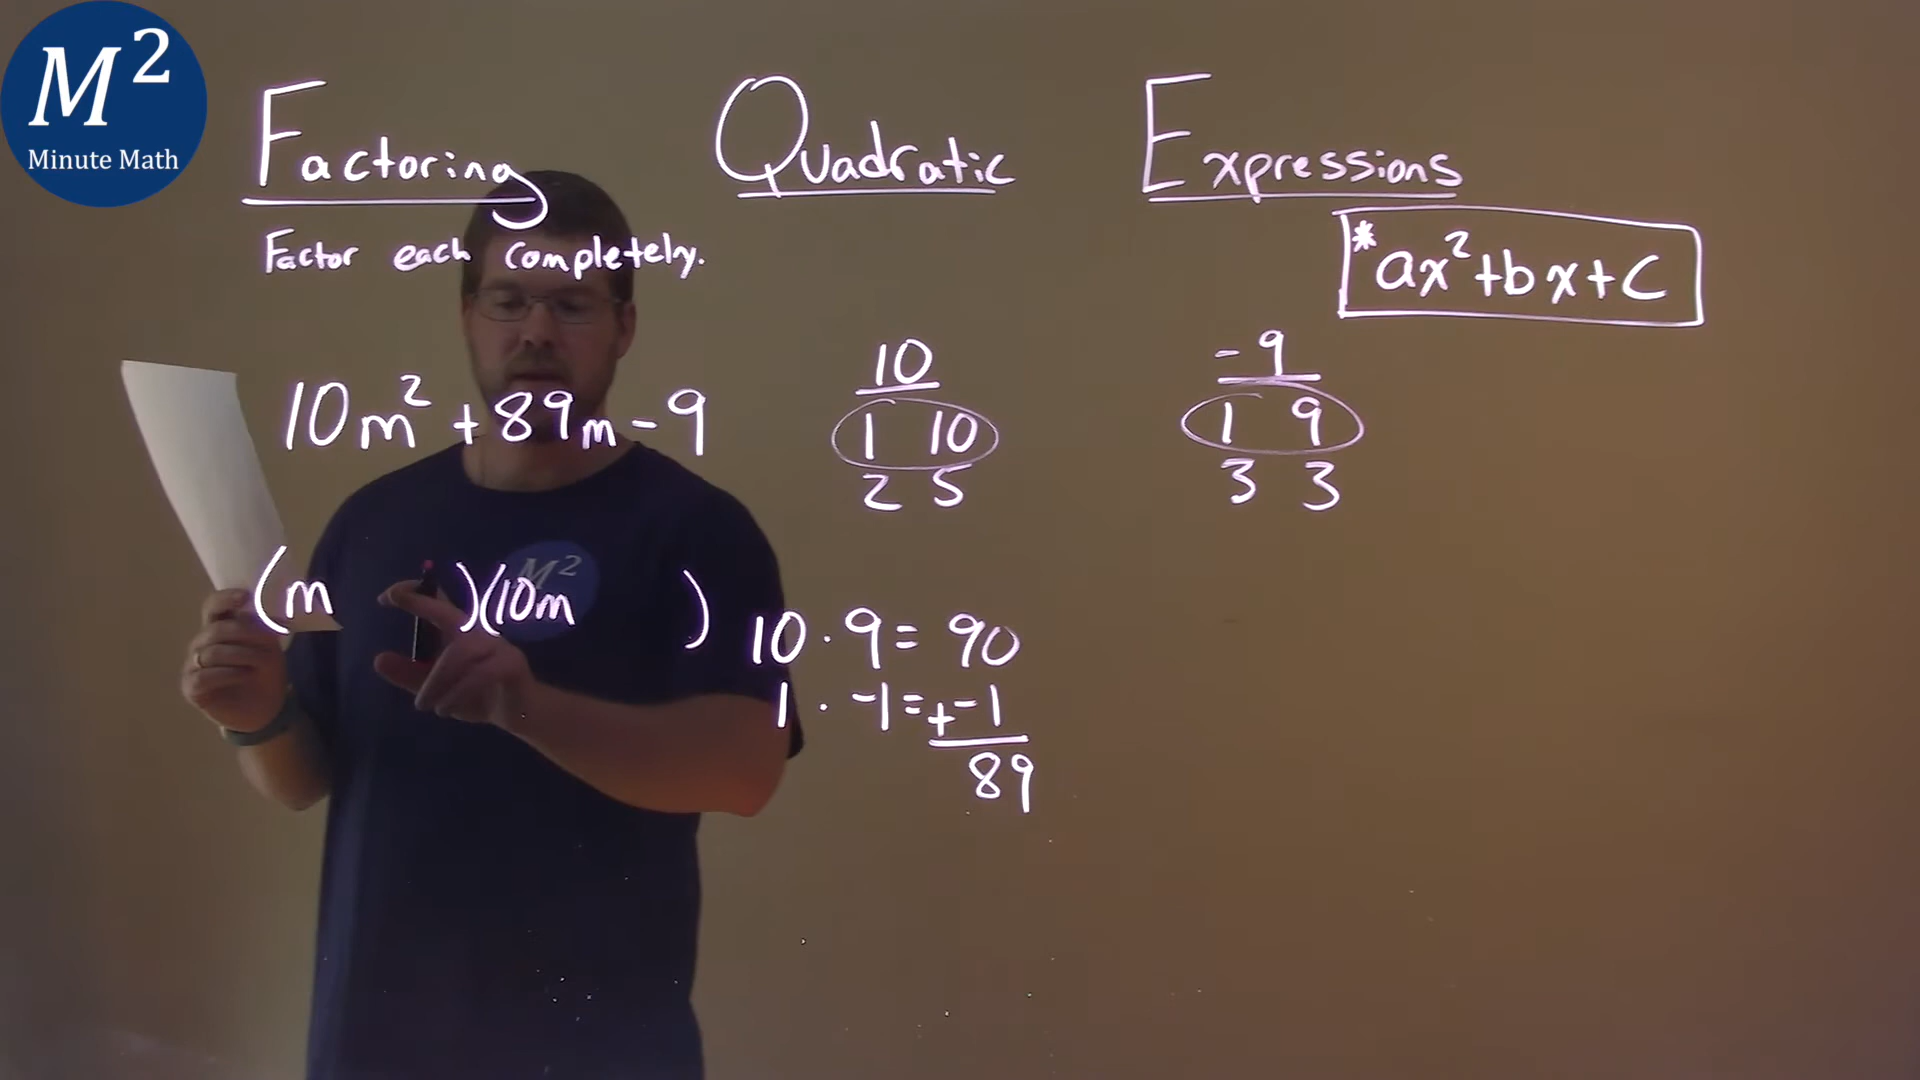 M²
Minute Math
Factoring Quadratic Expressions
Factor each completely.
*ax²+bx+c
10m²+89m-9
10
1 10
2 5
-9
1 9
3 3
M²
(m )(10m )
10·9=90
1·-1=+-1
89